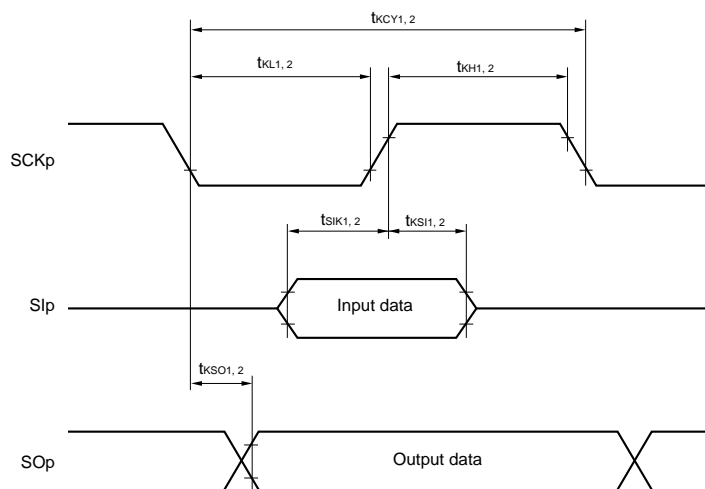 tKCY1, 2
tKL1, 2
tKH1, 2
SCKp
tSIK1, 2
tKSI1, 2
SIp
Input data
tKSO1, 2
SOp
Output data